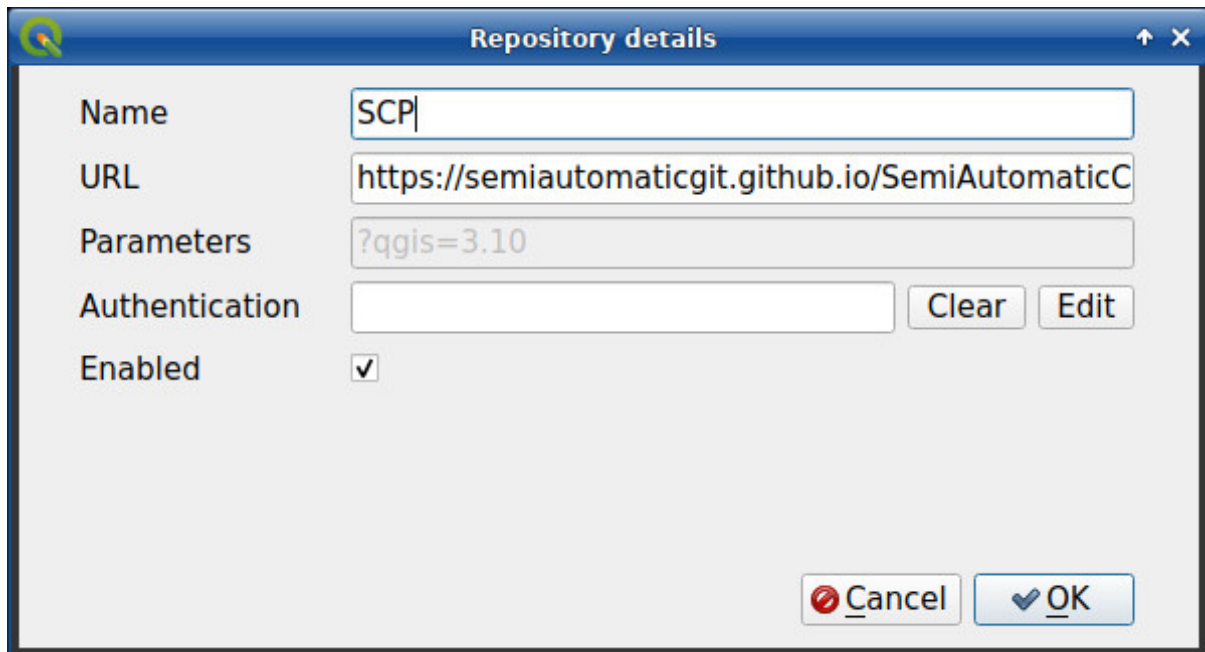 Repository details
Name SCP
URL https://semiautomaticgit.github.io/SemiAutomaticC
Parameters ?qgis=3.10
Authentication Clear Edit
Enabled
Cancel OK